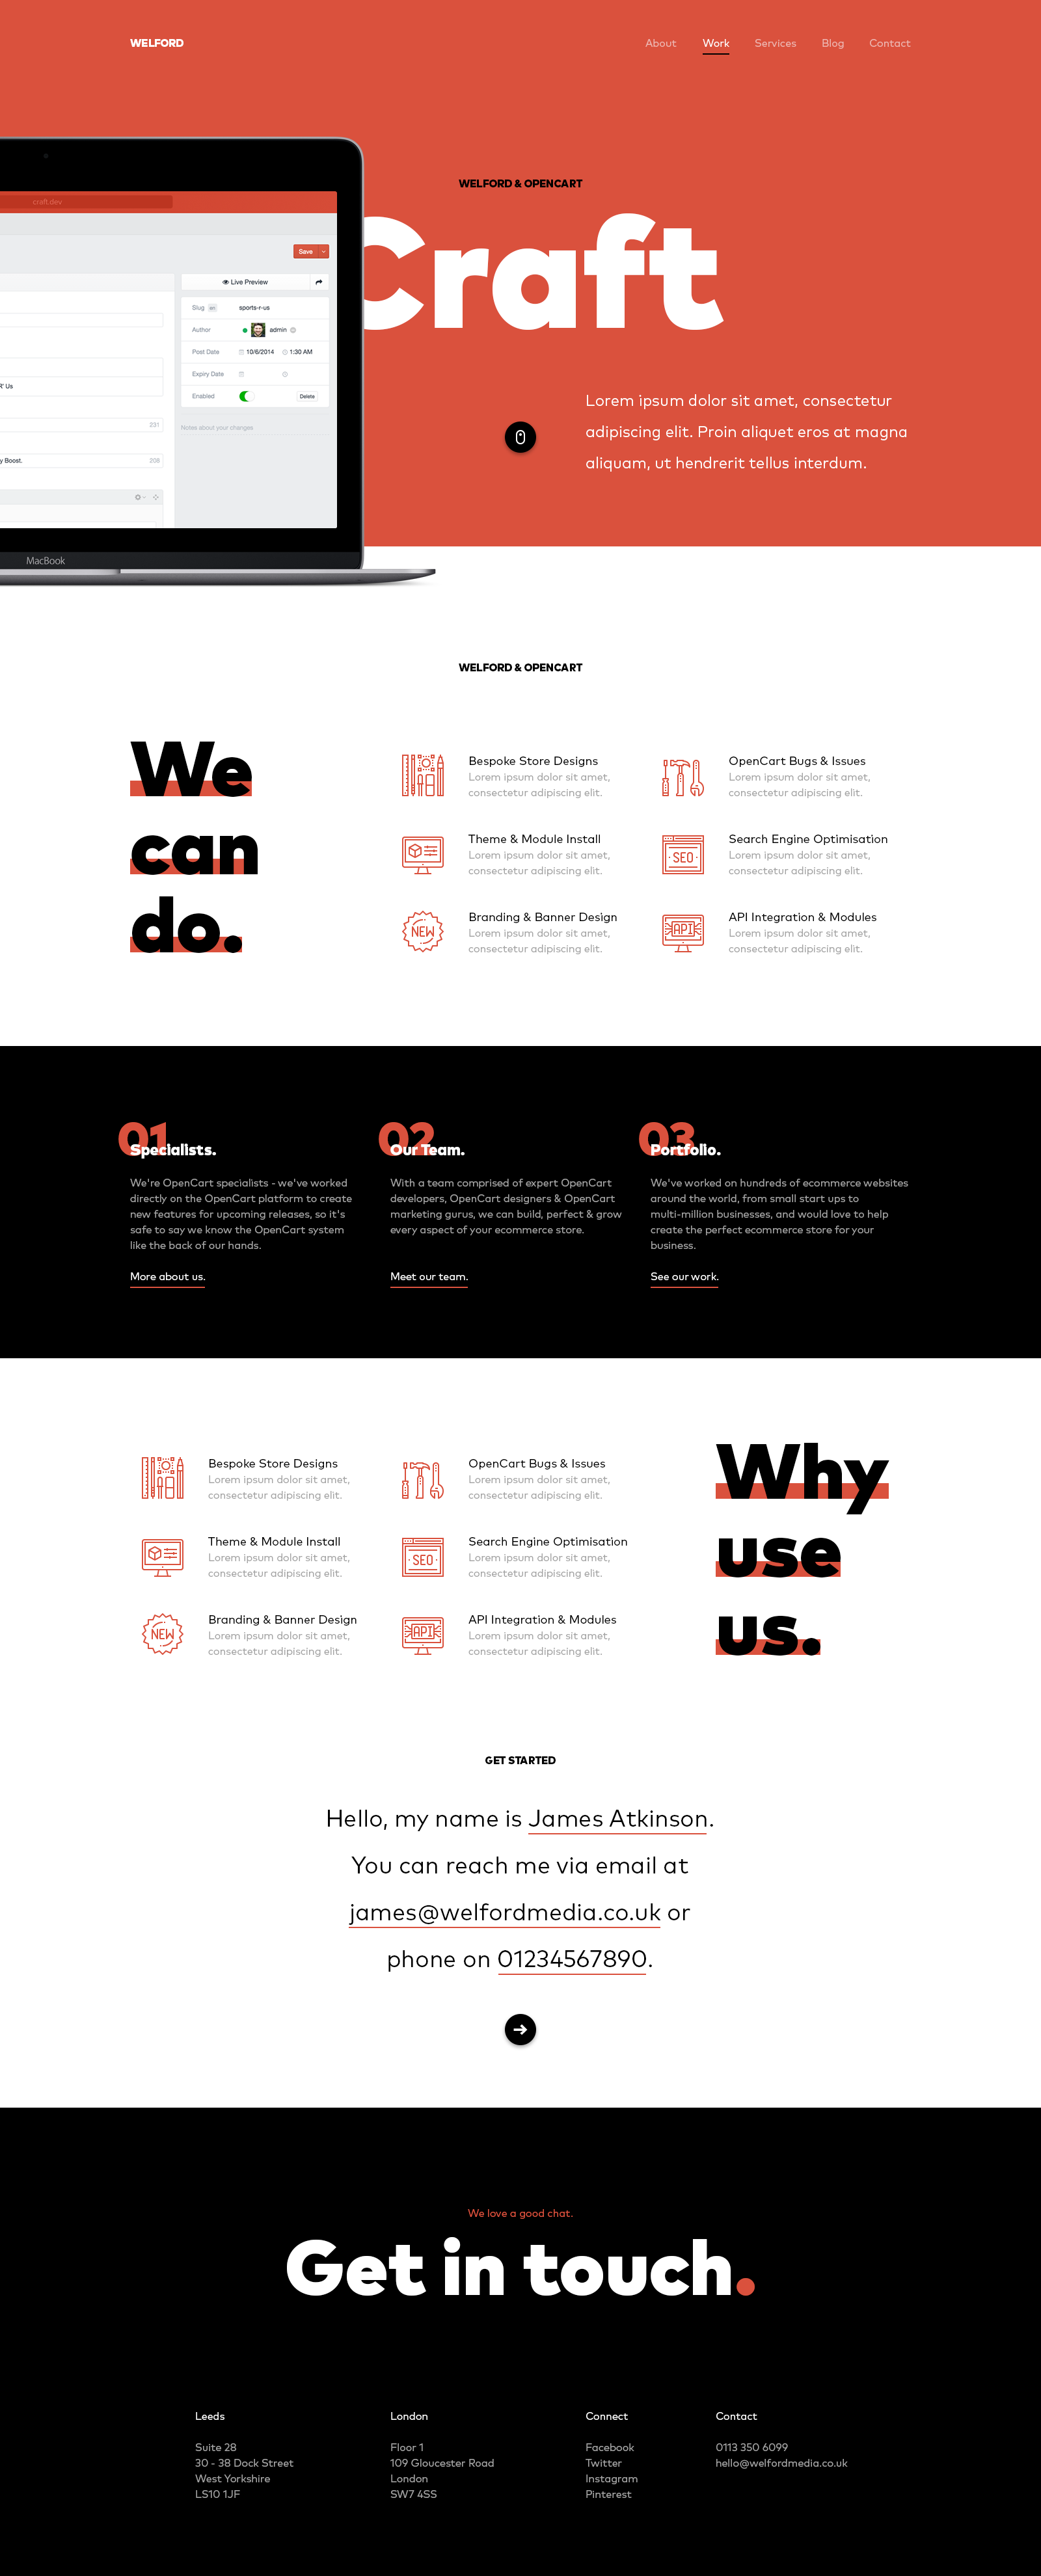 WELFORD
About Work Services Blog Contact
WELFORD & OPENCART
Craft
craft.dev
Save
Live Preview
Slug en sports-r-us
Author admin
Post Date 10/6/2014 1:30 AM
Expiry Date
Enabled Delete
Notes about your changes
R' Us
231
y Boost.
208
MacBook
Lorem ipsum dolor sit amet, consectetur
adipiscing elit. Proin aliquet eros at magna
aliquam, ut hendrerit tellus interdum.
WELFORD & OPENCART
We
can
do.
Bespoke Store Designs
Lorem ipsum dolor sit amet,
consectetur adipiscing elit.
OpenCart Bugs & Issues
Lorem ipsum dolor sit amet,
consectetur adipiscing elit.
Theme & Module Install
Lorem ipsum dolor sit amet,
consectetur adipiscing elit.
SEO
Search Engine Optimisation
Lorem ipsum dolor sit amet,
consectetur adipiscing elit.
NEW
Branding & Banner Design
Lorem ipsum dolor sit amet,
consectetur adipiscing elit.
API
API Integration & Modules
Lorem ipsum dolor sit amet,
consectetur adipiscing elit.
01
Specialists.
We're OpenCart specialists - we've worked
directly on the OpenCart platform to create
new features for upcoming releases, so it's
safe to say we know the OpenCart system
like the back of our hands.
More about us.
02
Our Team.
With a team comprised of expert OpenCart
developers, OpenCart designers & OpenCart
marketing gurus, we can build, perfect & grow
every aspect of your ecommerce store.
Meet our team.
03
Portfolio.
We've worked on hundreds of ecommerce websites
around the world, from small start ups to
multi-million businesses, and would love to help
create the perfect ecommerce store for your
business.
See our work.
Bespoke Store Designs
Lorem ipsum dolor sit amet,
consectetur adipiscing elit.
OpenCart Bugs & Issues
Lorem ipsum dolor sit amet,
consectetur adipiscing elit.
Theme & Module Install
Lorem ipsum dolor sit amet,
consectetur adipiscing elit.
SEO
Search Engine Optimisation
Lorem ipsum dolor sit amet,
consectetur adipiscing elit.
NEW
Branding & Banner Design
Lorem ipsum dolor sit amet,
consectetur adipiscing elit.
API
API Integration & Modules
Lorem ipsum dolor sit amet,
consectetur adipiscing elit.
Why
use
us.
GET STARTED
Hello, my name is James Atkinson.
You can reach me via email at
james@welfordmedia.co.uk or
phone on 01234567890.
We love a good chat.
Get in touch.
Leeds
Suite 28
30 - 38 Dock Street
West Yorkshire
LS10 1JF
London
Floor 1
109 Gloucester Road
London
SW7 4SS
Connect
Facebook
Twitter
Instagram
Pinterest
Contact
0113 350 6099
hello@welfordmedia.co.uk